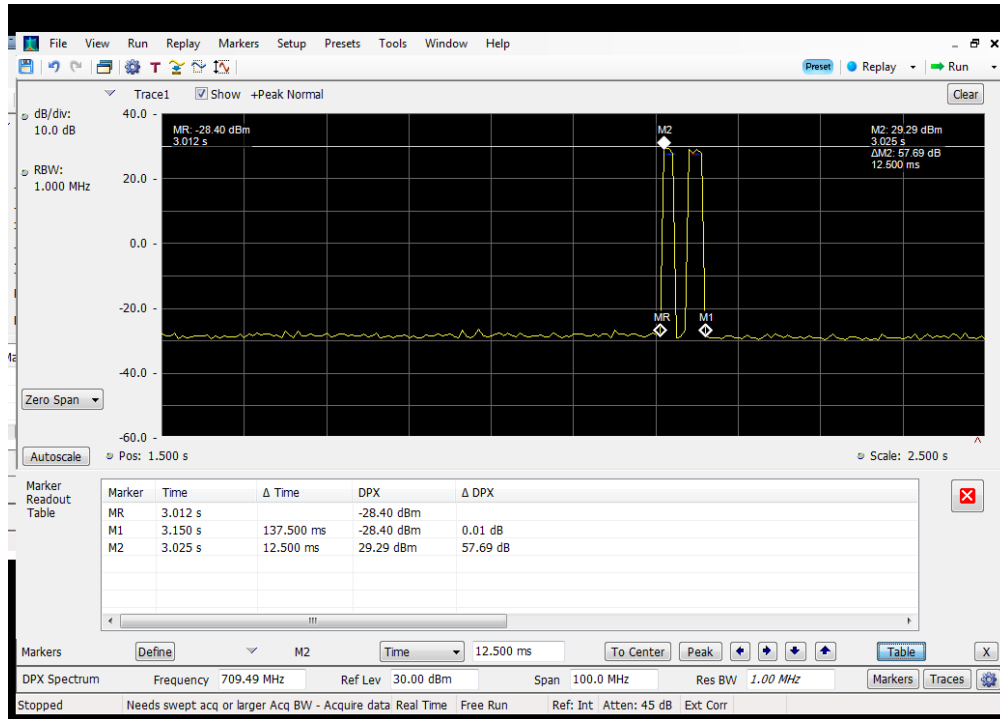 File View Run Replay Markers Setup Presets Tools Window Help
T Preset Replay Run
Trace1 Show +Peak Normal Clear
dB/div:
10.0 dB
RBW:
1.000 MHz
40.0 -
20.0 -
0.0 -
-20.0 -
-40.0 -
-60.0 -
MR: -28.40 dBm
3.012 s
M2
M2: 29.29 dBm
3.025 s
ΔM2: 57.69 dB
12.500 ms
MR M1
Zero Span
Autoscale Pos: 1.500 s Scale: 2.500 s
Marker
Readout
Table
Marker Time Δ Time DPX Δ DPX
MR 3.012 s -28.40 dBm
M1 3.150 s 137.500 ms -28.40 dBm 0.01 dB
M2 3.025 s 12.500 ms 29.29 dBm 57.69 dB
Markers Define M2 Time 12.500 ms To Center Peak Table X
DPX Spectrum Frequency 709.49 MHz Ref Lev 30.00 dBm Span 100.0 MHz Res BW 1.00 MHz Markers Traces
Stopped Needs swept acq or larger Acq BW - Acquire data Real Time Free Run Ref: Int Atten: 45 dB Ext Corr